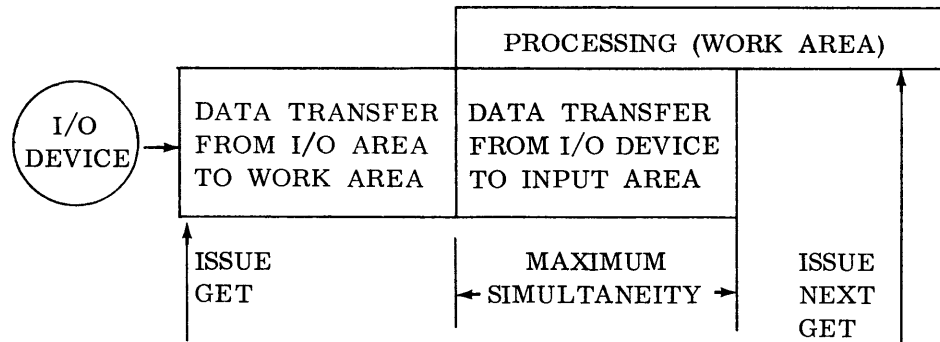 PROCESSING (WORK AREA)
I/O
DEVICE
DATA TRANSFER
FROM I/O AREA
TO WORK AREA
DATA TRANSFER
FROM I/O DEVICE
TO INPUT AREA
ISSUE
GET
MAXIMUM
SIMULTANEITY
ISSUE
NEXT
GET